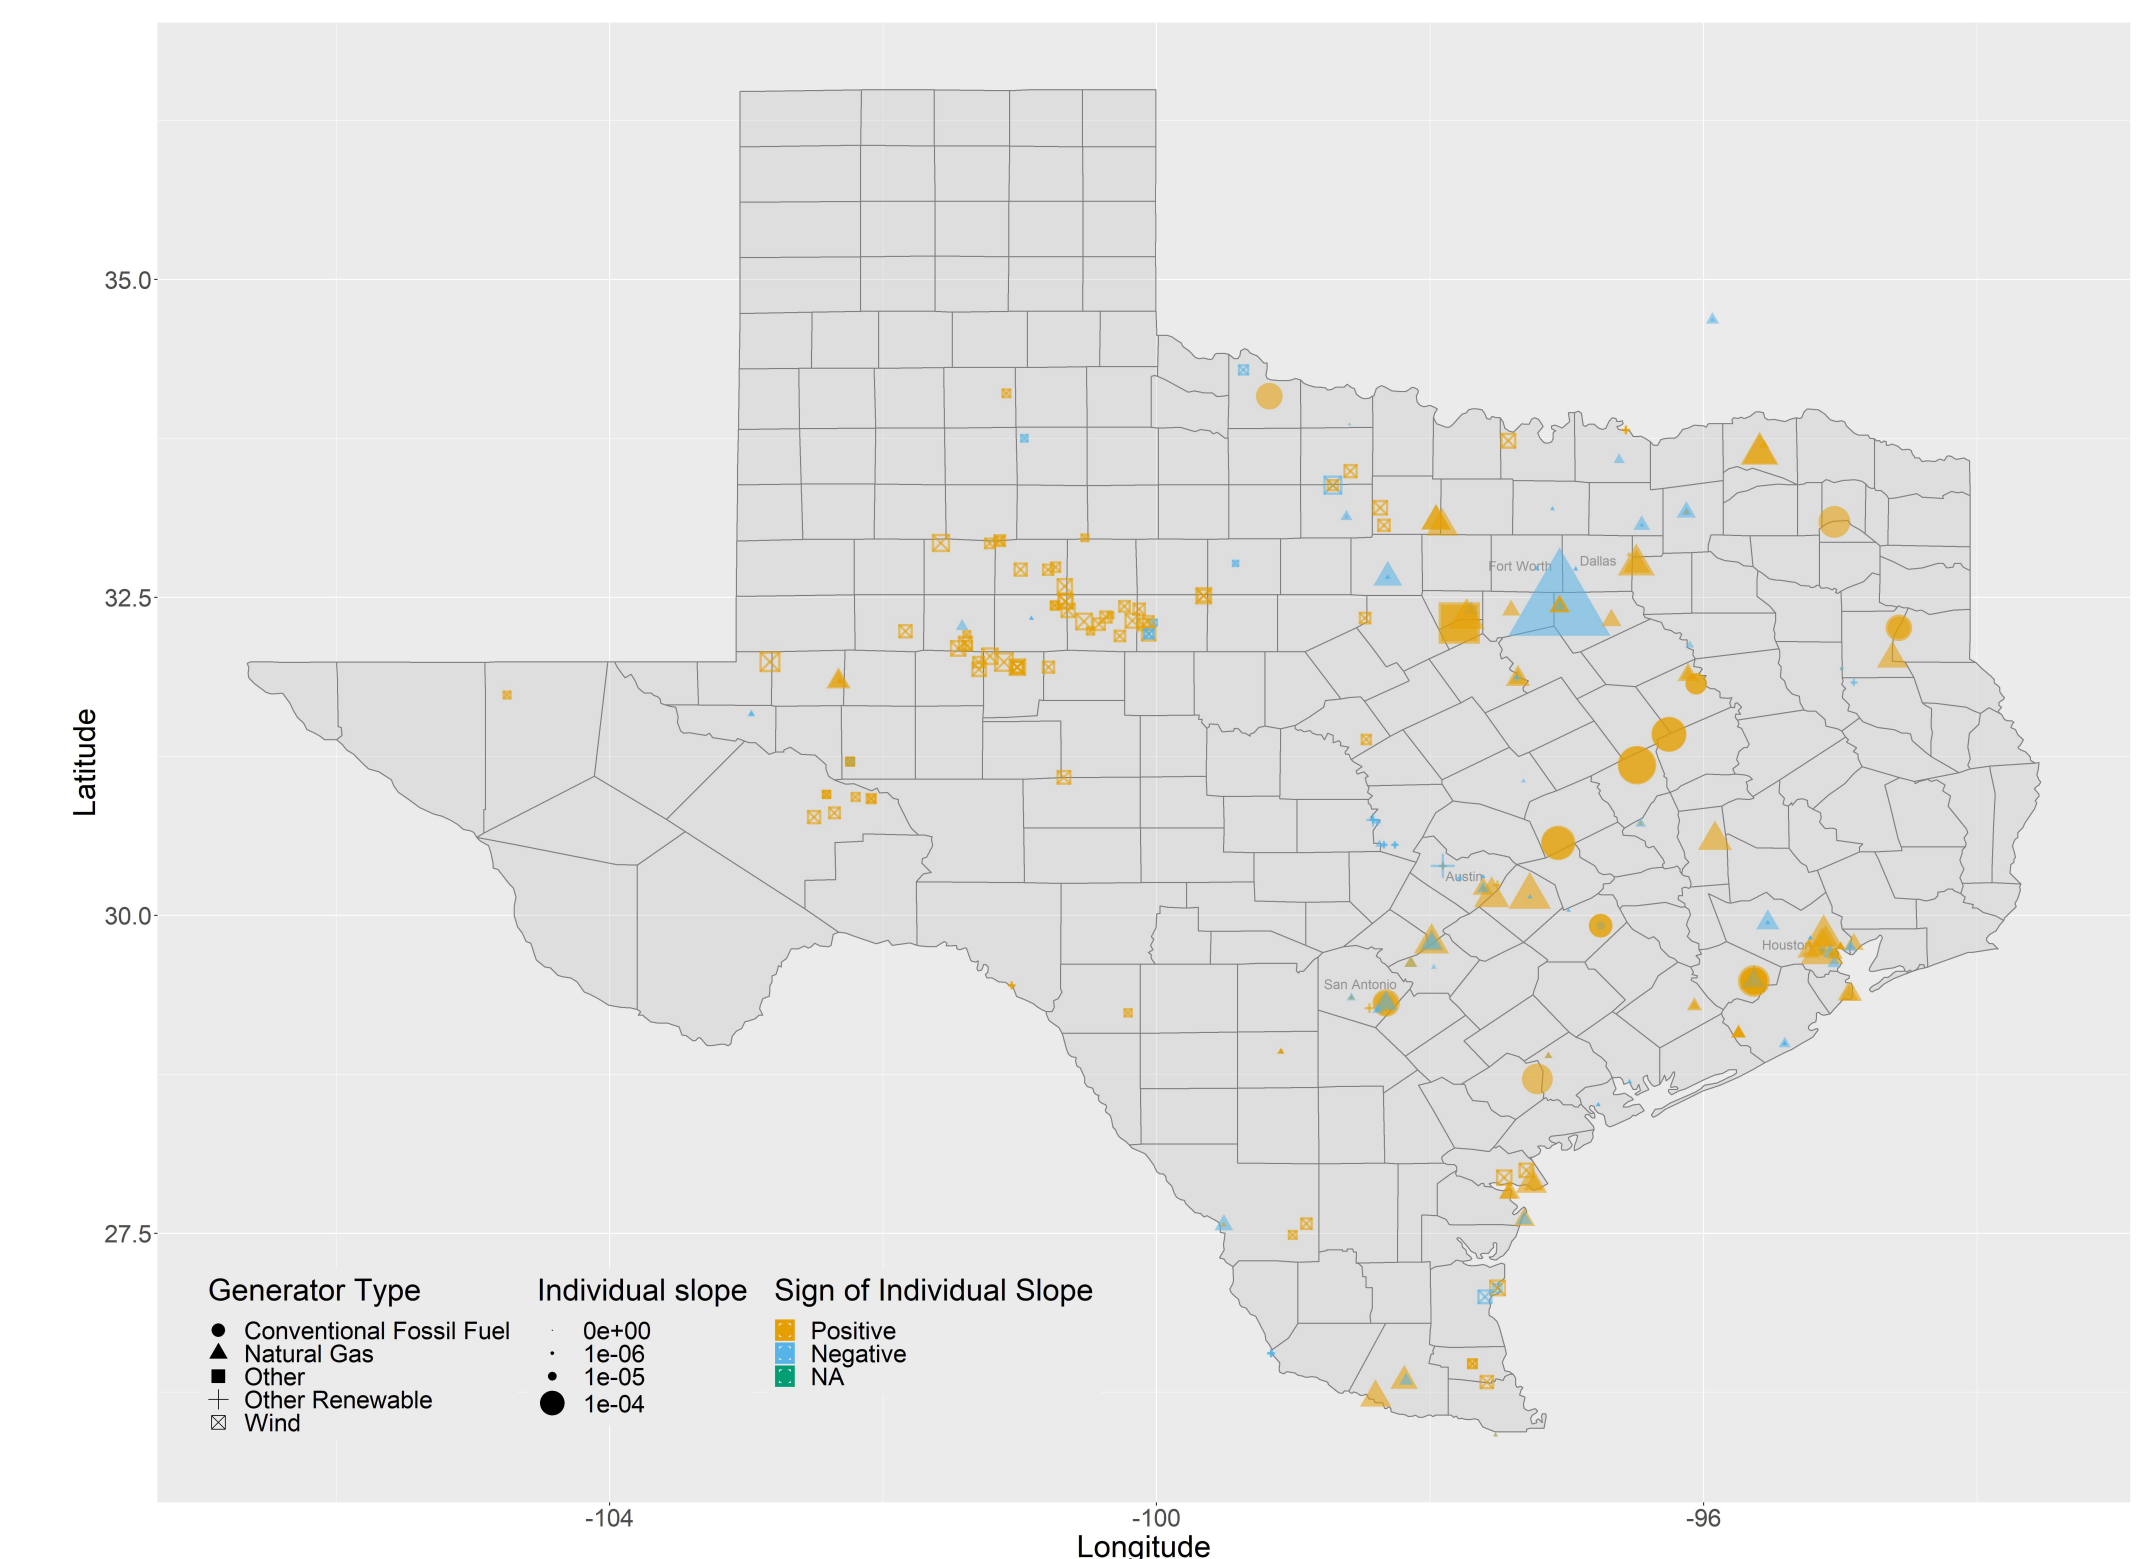 35.0
32.5
30.0
27.5
Latitude
Fort Worth
Dallas
Austin
Houston
San Antonio
Generator Type
Conventional Fossil Fuel
Natural Gas
Other
Other Renewable
Wind
Individual slope
0e+00
1e-06
1e-05
1e-04
Sign of Individual Slope
Positive
Negative
NA
-104
-100
-96
Longitude